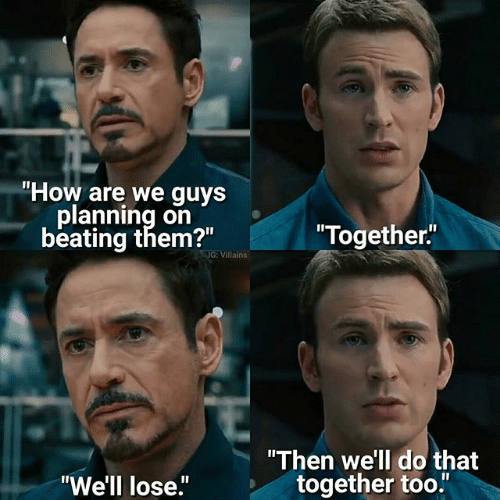 "How are we guys
planning on
beating them?"
"Together."
IG: Villains
"We'll lose."
"Then we'll do that
together too."